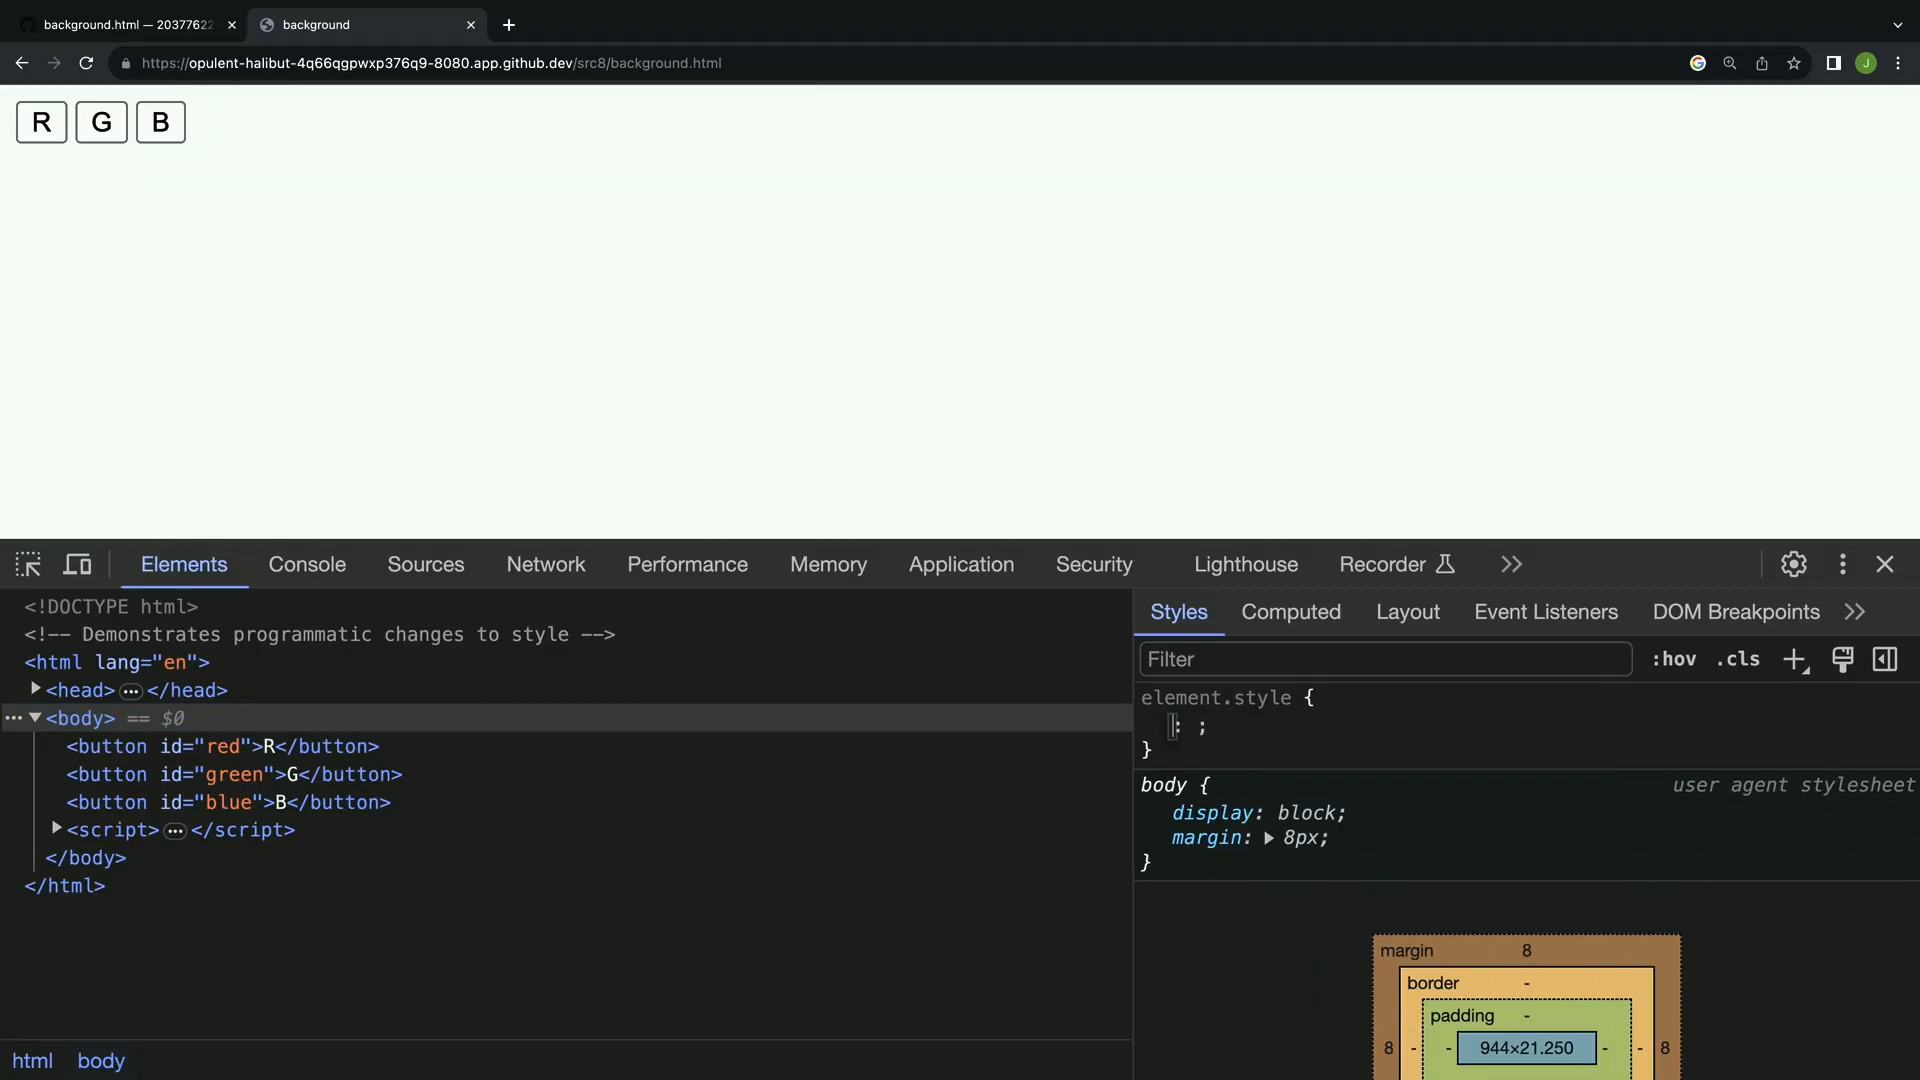 background.html — 20377622
background
https://opulent-halibut-4q66qgpwxp376q9-8080.app.github.dev/src8/background.html
J
R G B
Elements Console Sources Network Performance Memory Application Security Lighthouse Recorder
<!DOCTYPE html>
<!-- Demonstrates programmatic changes to style -->
<html lang="en">
<head> … </head>
<body> == $0
<button id="red">R</button>
<button id="green">G</button>
<button id="blue">B</button>
<script> … </script>
</body>
</html>
html body
Styles Computed Layout Event Listeners DOM Breakpoints
Filter :hov .cls
element.style {
: ;
}
body { user agent stylesheet
display: block;
margin: 8px;
}
margin 8
border -
padding -
8 - - 944×21.250 - - 8